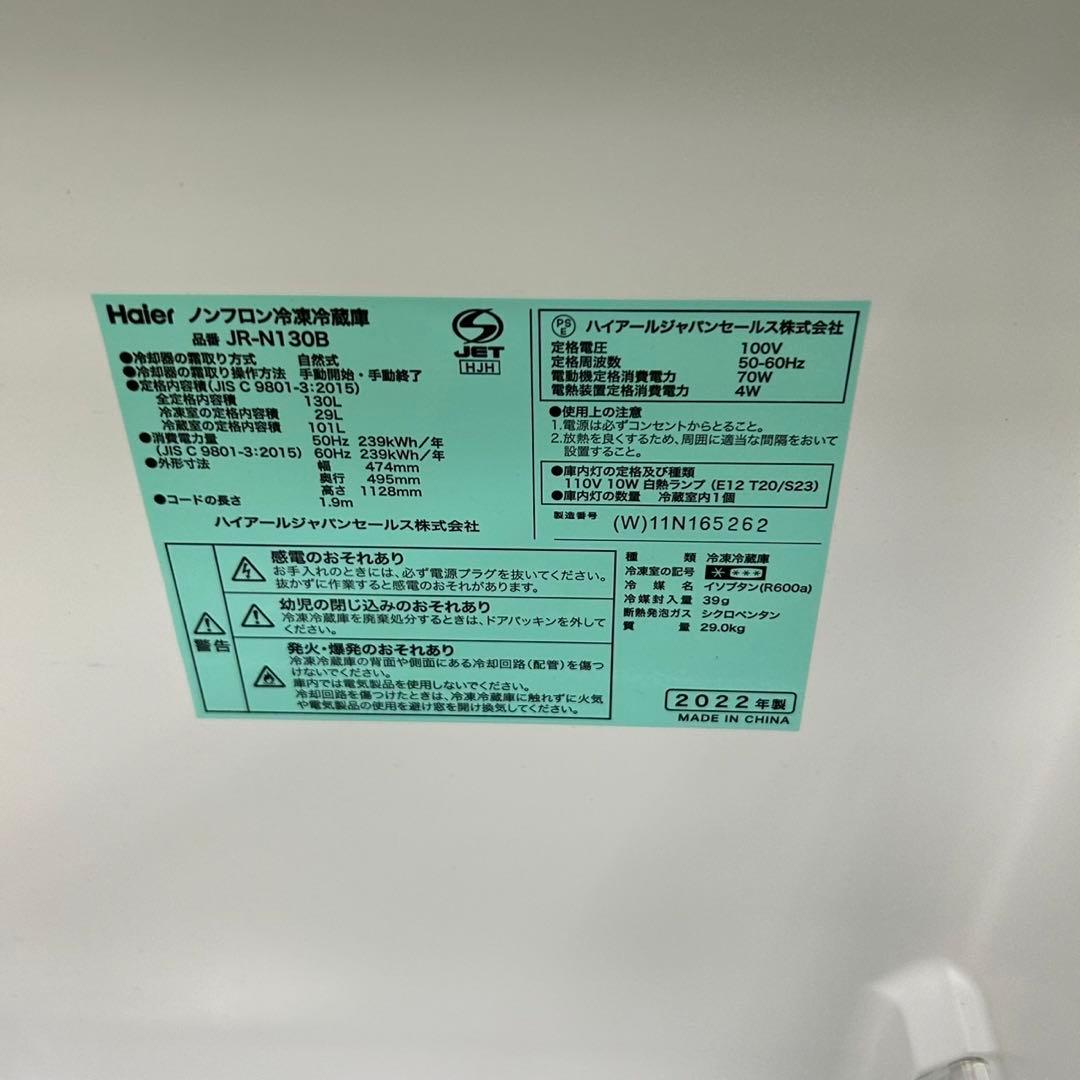 Haier ノンフロン冷凍冷蔵庫
品番 JR-N130B
●冷却器の霜取り方式 自然式
●冷却器の霜取り操作方法 手動開始・手動終了
●定格内容積(JIS C 9801-3:2015)
全定格内容積 130L
冷凍室の定格内容積 29L
冷蔵室の定格内容積 101L
●消費電力量 50Hz 239kWh/年
(JIS C 9801-3:2015) 60Hz 239kWh/年
●外形寸法 幅 474mm
奥行 495mm
高さ 1128mm
●コードの長さ 1.9m
ハイアールジャパンセールス株式会社
JET
HJH
PSE ハイアールジャパンセールス株式会社
定格電圧 100V
定格周波数 50-60Hz
電動機定格消費電力 70W
電熱装置定格消費電力 4W
●使用上の注意
1.電源は必ずコンセントからとること。
2.放熱を良くするため、周囲に適当な間隔をおいて
設置すること。
●庫内灯の定格及び種類
110V 10W 白熱ランプ (E12 T20/S23)
●庫内灯の数量 冷蔵室内1個
製造番号 (W)11N165262
警告
感電のおそれあり
お手入れのときには、必ず電源プラグを抜いてください。
抜かずに作業すると感電のおそれがあります。
幼児の閉じ込みのおそれあり
冷凍冷蔵庫を廃棄処分するときは、ドアパッキンを外して
ください。
発火・爆発のおそれあり
冷凍冷蔵庫の背面や側面にある冷却回路(配管)を傷つ
けないでください。
庫内では電気製品を使用しないでください。
冷却回路を傷つけたときは、冷凍冷蔵庫に触れずに火気
や電気製品の使用を避け窓を開け換気してください。
種類 冷凍冷蔵庫
冷凍室の記号 ****
冷媒名 イソブタン(R600a)
冷媒封入量 39g
断熱発泡ガス シクロペンタン
質量 29.0kg
2022年製
MADE IN CHINA